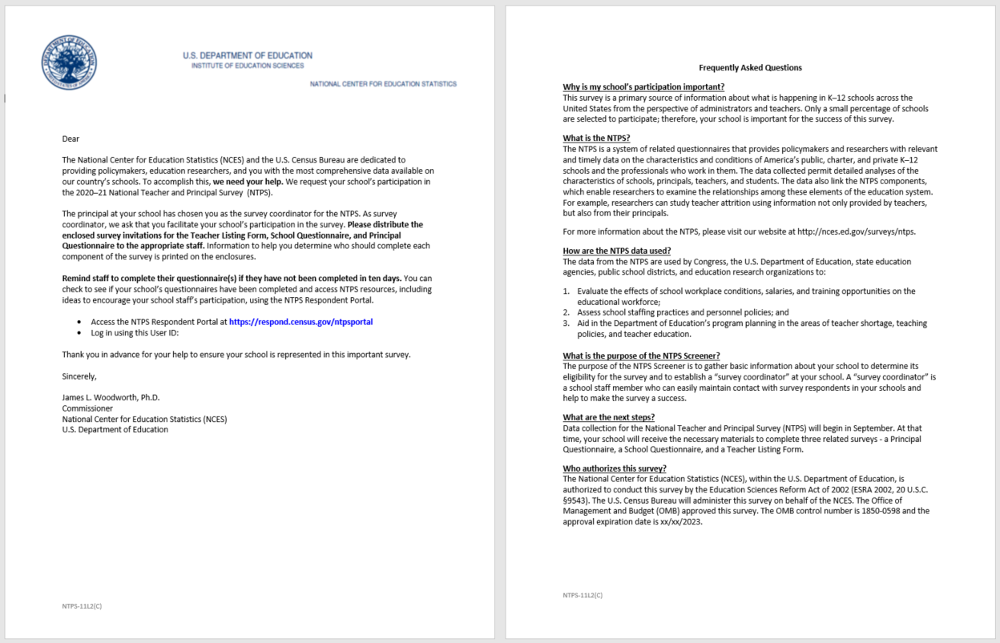 U.S. DEPARTMENT OF EDUCATION
INSTITUTE OF EDUCATION SCIENCES
NATIONAL CENTER FOR EDUCATION STATISTICS
Dear
The National Center for Education Statistics (NCES) and the U.S. Census Bureau are dedicated to
providing policymakers, education researchers, and you with the most comprehensive data available on
our country's schools. To accomplish this, we need your help. We request your school's participation in
the 2020–21 National Teacher and Principal Survey (NTPS).
The principal at your school has chosen you as the survey coordinator for the NTPS. As survey
coordinator, we ask that you facilitate your school's participation in the survey. Please distribute the
enclosed survey invitations for the Teacher Listing Form, School Questionnaire, and Principal
Questionnaire to the appropriate staff. Information to help you determine who should complete each
component of the survey is printed on the enclosures.
Remind staff to complete their questionnaire(s) if they have not been completed in ten days. You can
check to see if your school's questionnaires have been completed and access NTPS resources, including
ideas to encourage your school staff's participation, using the NTPS Respondent Portal.
• Access the NTPS Respondent Portal at https://respond.census.gov/ntpsportal
• Log in using this User ID:
Thank you in advance for your help to ensure your school is represented in this important survey.
Sincerely,
James L. Woodworth, Ph.D.
Commissioner
National Center for Education Statistics (NCES)
U.S. Department of Education
NTPS-11L2(C)
Frequently Asked Questions
Why is my school's participation important?
This survey is a primary source of information about what is happening in K–12 schools across the
United States from the perspective of administrators and teachers. Only a small percentage of schools
are selected to participate; therefore, your school is important for the success of this survey.
What is the NTPS?
The NTPS is a system of related questionnaires that provides policymakers and researchers with relevant
and timely data on the characteristics and conditions of America's public, charter, and private K–12
schools and the professionals who work in them. The data collected permit detailed analyses of the
characteristics of schools, principals, teachers, and students. The data also link the NTPS components,
which enable researchers to examine the relationships among these elements of the education system.
For example, researchers can study teacher attrition using information not only provided by teachers,
but also from their principals.
For more information about the NTPS, please visit our website at http://nces.ed.gov/surveys/ntps.
How are the NTPS data used?
The data from the NTPS are used by Congress, the U.S. Department of Education, state education
agencies, public school districts, and education research organizations to:
1. Evaluate the effects of school workplace conditions, salaries, and training opportunities on the
educational workforce;
2. Assess school staffing practices and personnel policies; and
3. Aid in the Department of Education's program planning in the areas of teacher shortage, teaching
policies, and teacher education.
What is the purpose of the NTPS Screener?
The purpose of the NTPS Screener is to gather basic information about your school to determine its
eligibility for the survey and to establish a “survey coordinator” at your school. A “survey coordinator” is
a school staff member who can easily maintain contact with survey respondents in your schools and
help to make the survey a success.
What are the next steps?
Data collection for the National Teacher and Principal Survey (NTPS) will begin in September. At that
time, your school will receive the necessary materials to complete three related surveys - a Principal
Questionnaire, a School Questionnaire, and a Teacher Listing Form.
Who authorizes this survey?
The National Center for Education Statistics (NCES), within the U.S. Department of Education, is
authorized to conduct this survey by the Education Sciences Reform Act of 2002 (ESRA 2002, 20 U.S.C.
§9543). The U.S. Census Bureau will administer this survey on behalf of the NCES. The Office of
Management and Budget (OMB) approved this survey. The OMB control number is 1850-0598 and the
approval expiration date is xx/xx/2023.
NTPS-11L2(C)